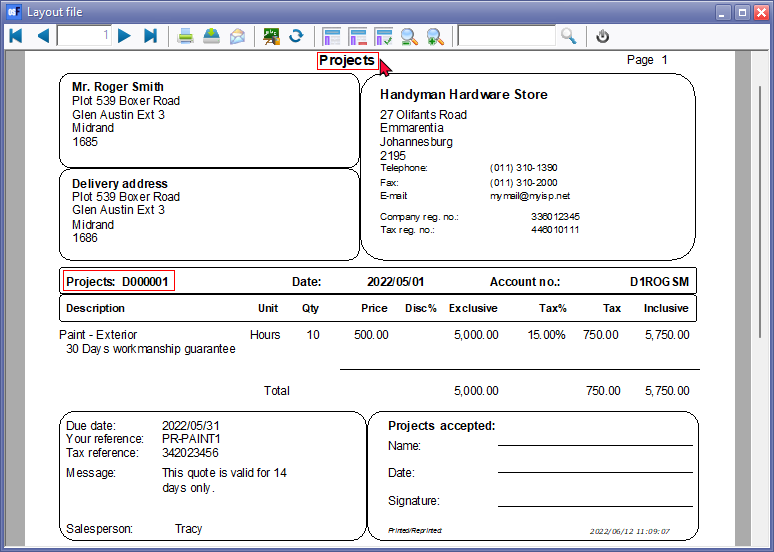 Layout file
1
Projects
Page 1
Mr. Roger Smith
Plot 539 Boxer Road
Glen Austin Ext 3
Midrand
1685
Handyman Hardware Store
27 Olifants Road
Emmarentia
Johannesburg
2195
Telephone: (011) 310-1390
Fax: (011) 310-2000
E-mail: mymail@myisp.net
Company reg. no.: 336012345
Tax reg. no.: 446010111
Delivery address
Plot 539 Boxer Road
Glen Austin Ext 3
Midrand
1686
Projects: D000001 Date: 2022/05/01 Account no.: D1ROGSM
Description Unit Qty Price Disc% Exclusive Tax% Tax Inclusive
Paint - Exterior Hours 10 500.00 5,000.00 15.00% 750.00 5,750.00
30 Days workmanship guarantee
Total 5,000.00 750.00 5,750.00
Due date: 2022/05/31
Your reference: PR-PAINT1
Tax reference: 342023456
Message: This quote is valid for 14
days only.
Salesperson: Tracy
Projects accepted:
Name:
Date:
Signature:
Printed/Reprinted: 2022/06/12 11:09:07